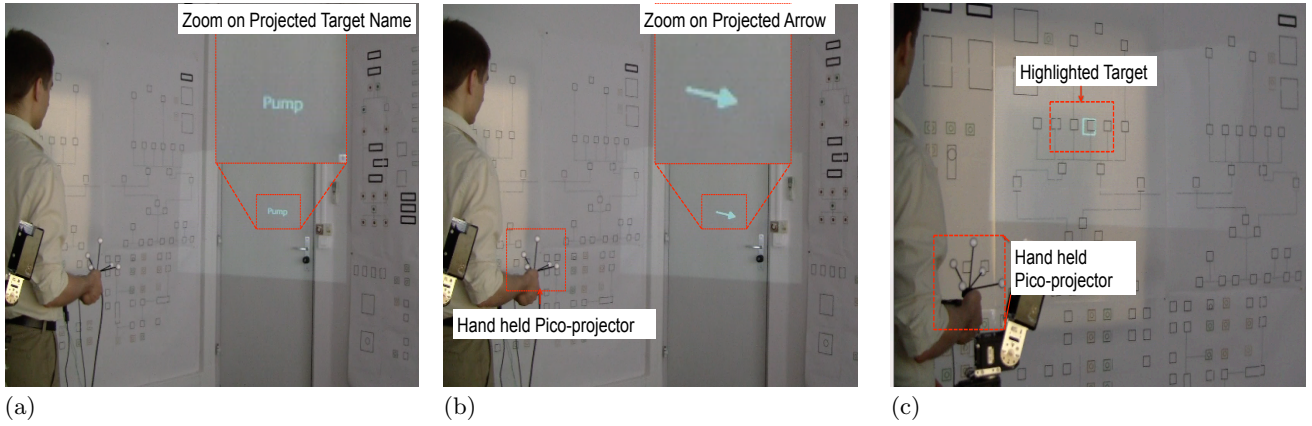 Zoom on Projected Target Name
Pump
Pump
(a)
Zoom on Projected Arrow
Hand held Pico-projector
(b)
Highlighted Target
Hand held
Pico-projector
(c)